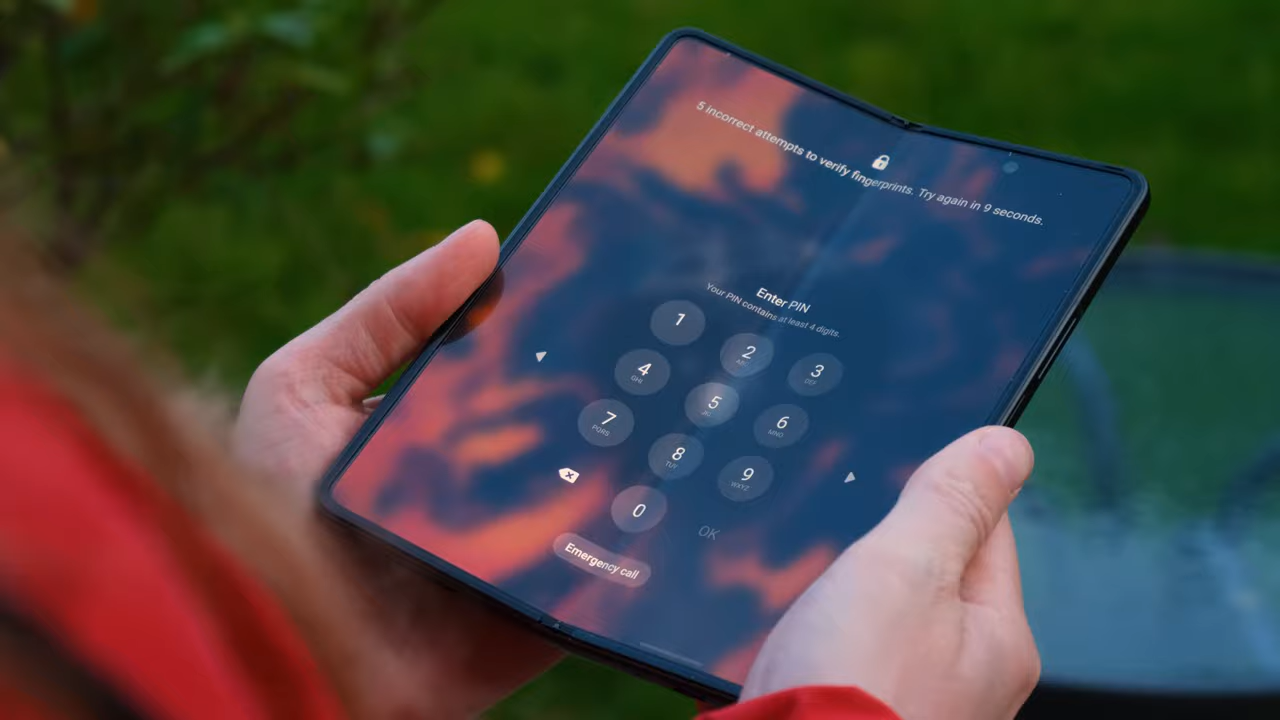 5 incorrect attempts to verify fingerprints. Try again in 9 seconds.
Enter PIN
Your PIN contains at least 4 digits.
1
2
ABC
3
DEF
4
GHI
5
JKL
6
MNO
7
PQRS
8
TUV
9
WXYZ
0
OK
Emergency call